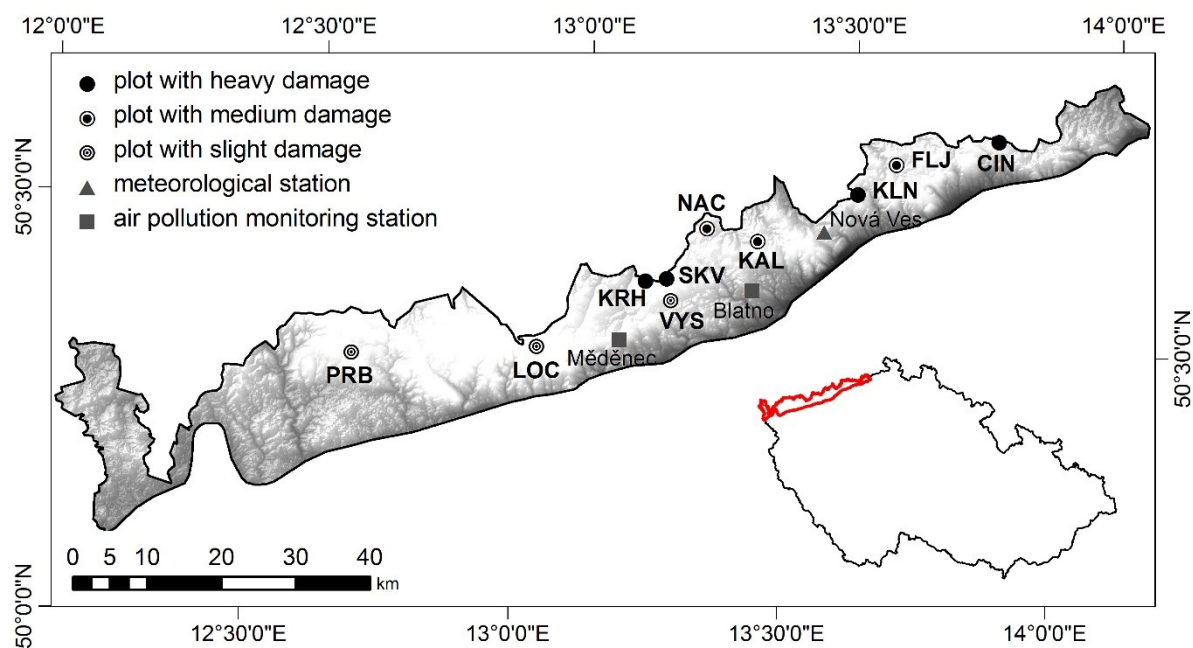 12°0'0"E 12°30'0"E 13°0'0"E 13°30'0"E 14°0'0"E
plot with heavy damage
plot with medium damage
plot with slight damage
meteorological station
air pollution monitoring station
50°30'0"N
50°30'0"N
FLJ
CIN
KLN
NAC
Nová Ves
KAL
SKV
KRH
VYS
Blatno
Měděnec
LOC
PRB
0 5 10 20 30 40
km
50°0'0"N
12°30'0"E 13°0'0"E 13°30'0"E 14°0'0"E